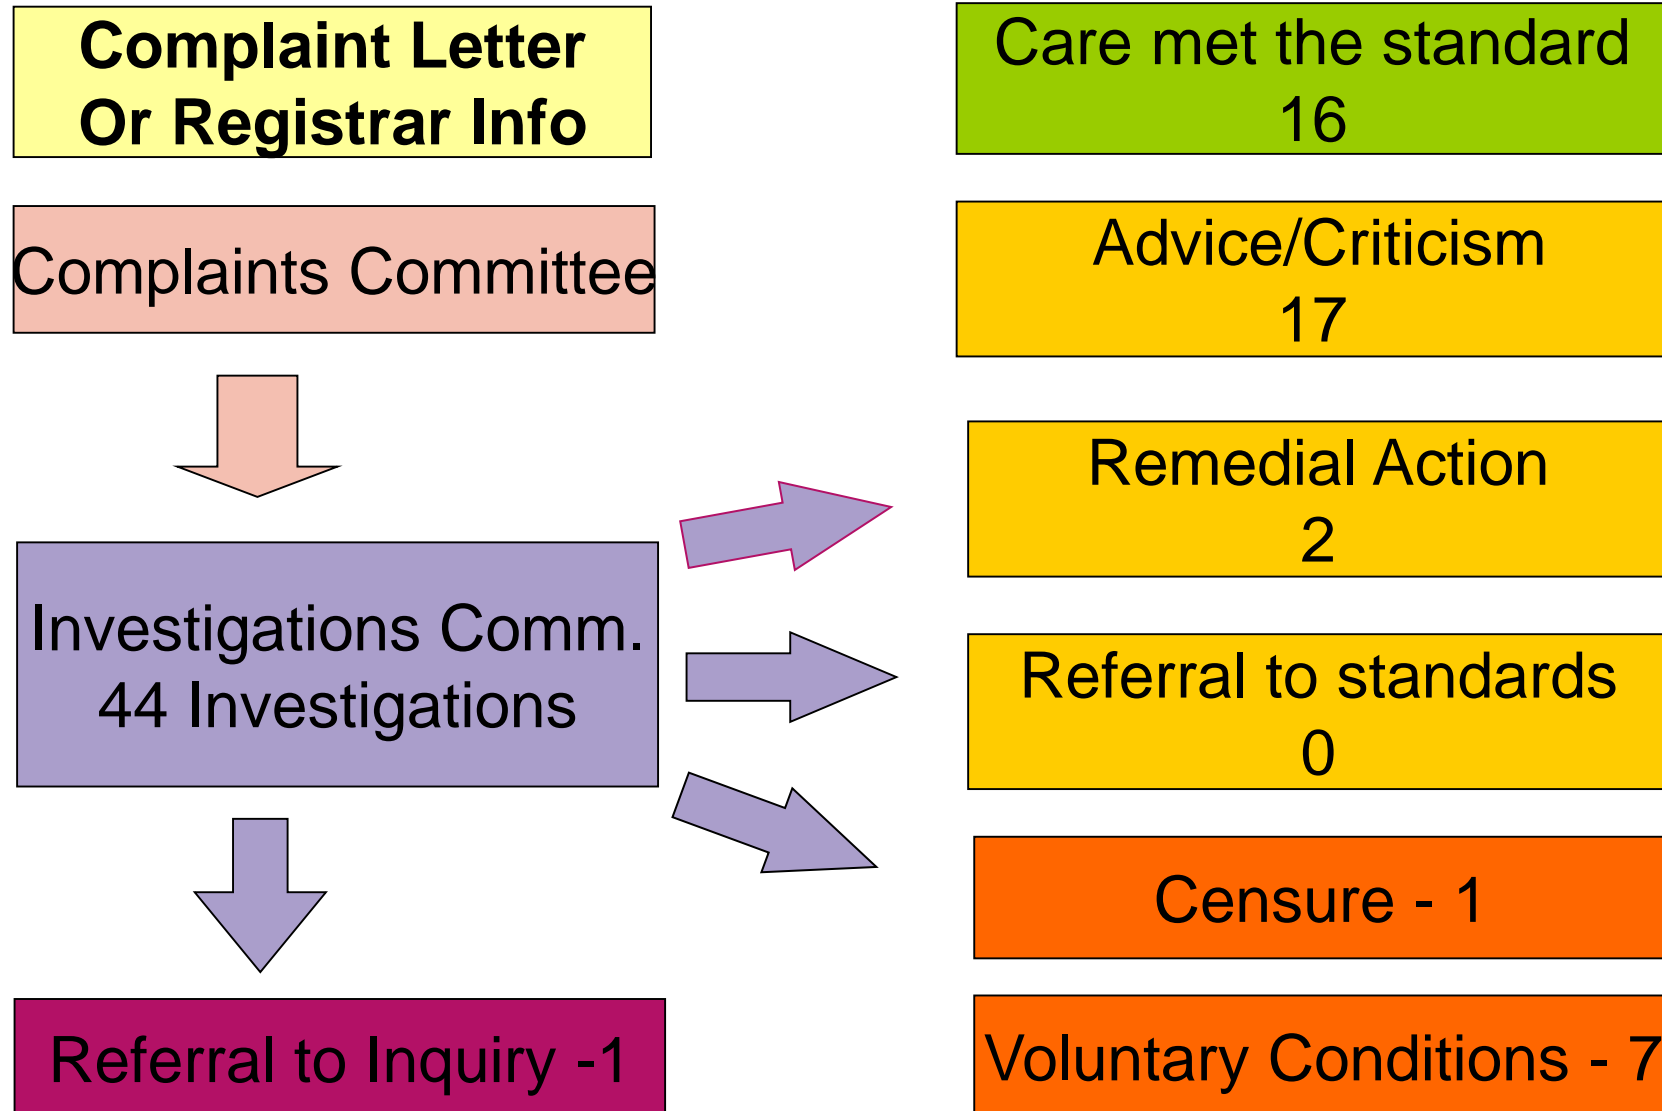 Complaint Letter
Or Registrar Info
Complaints Committee
Investigations Comm.
44 Investigations
Referral to Inquiry -1
Care met the standard
16
Advice/Criticism
17
Remedial Action
2
Referral to standards
0
Censure - 1
Voluntary Conditions - 7